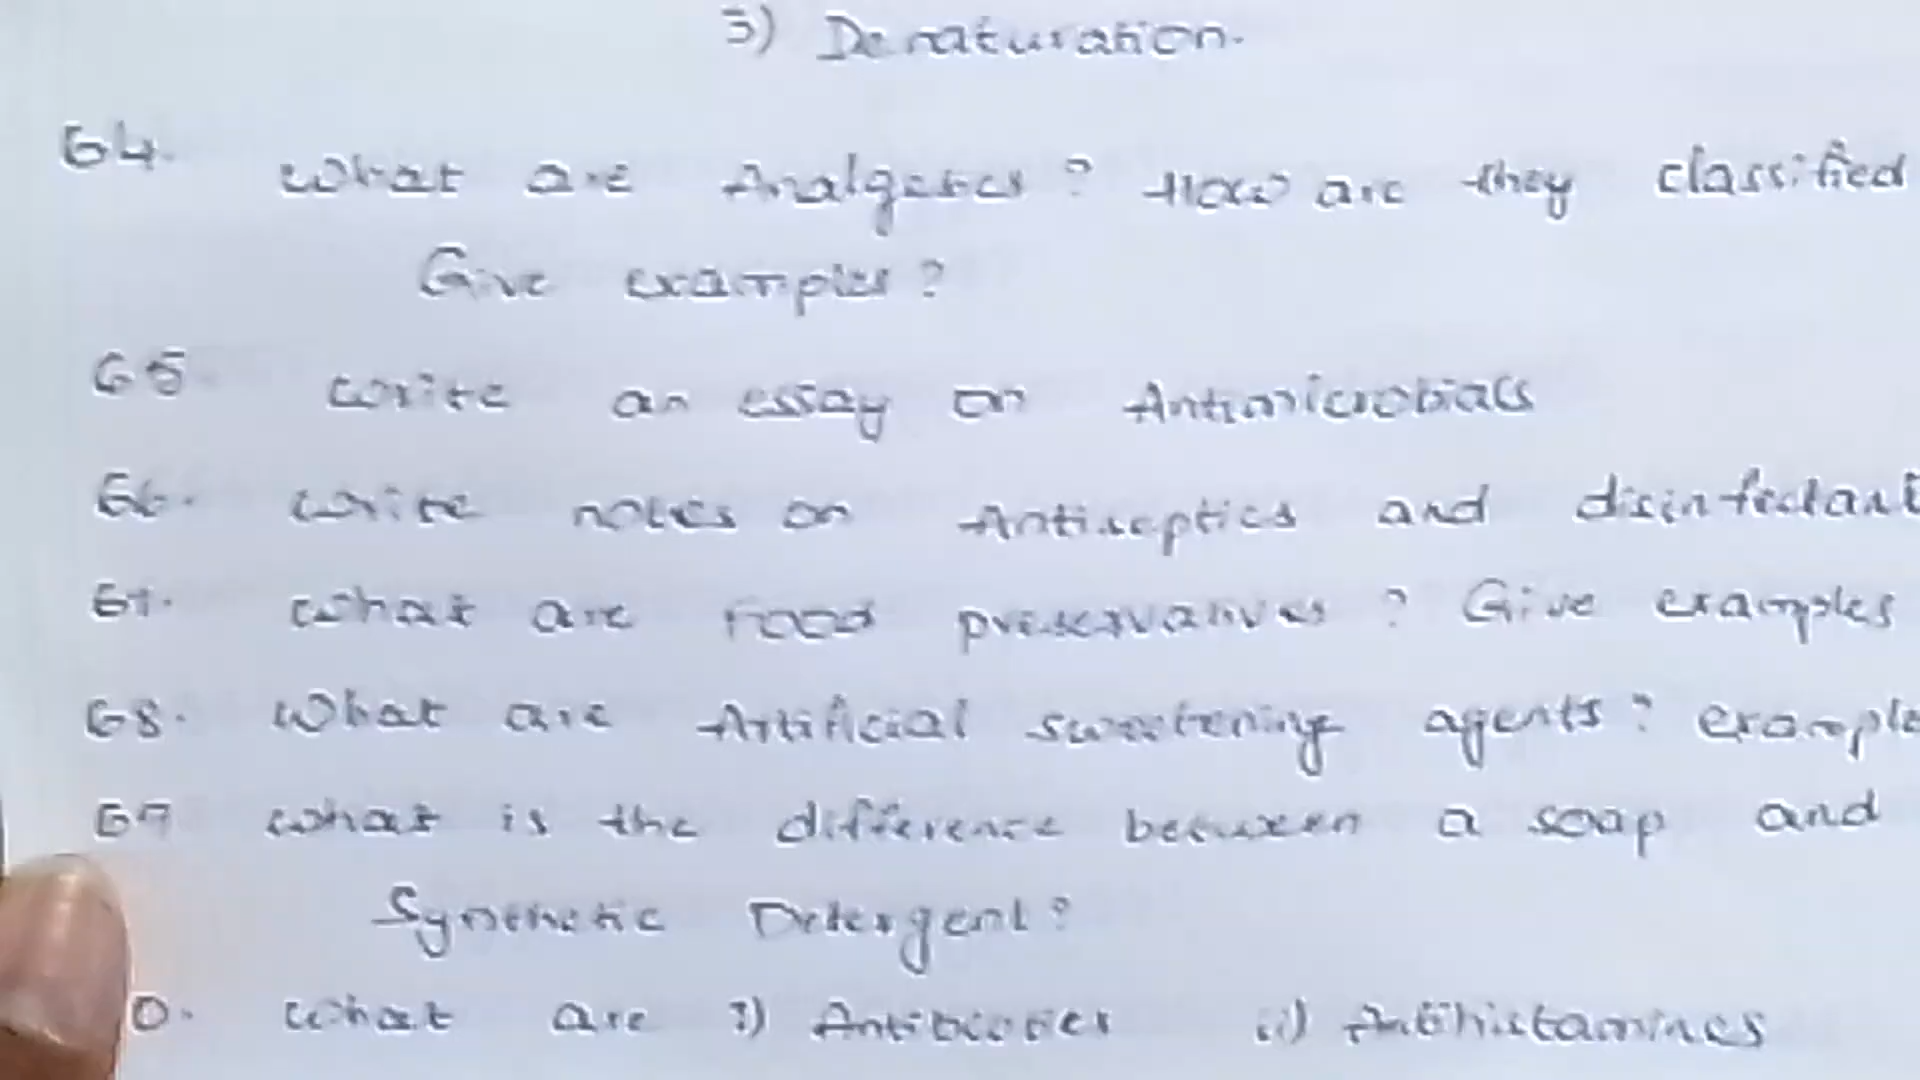 3) Denaturation.
64. What are Analgesics? How are they classified
Give examples?
65 Write an essay on Antimicrobials
66. Write notes on Antiseptics and disinfectant
67. What are Food preservatives? Give examples
68. What are Artificial sweetening agents? example
69 What is the difference between a soap and
Synthetic Detergent?
0. What are i) Antibiotics ii) Antihistamines